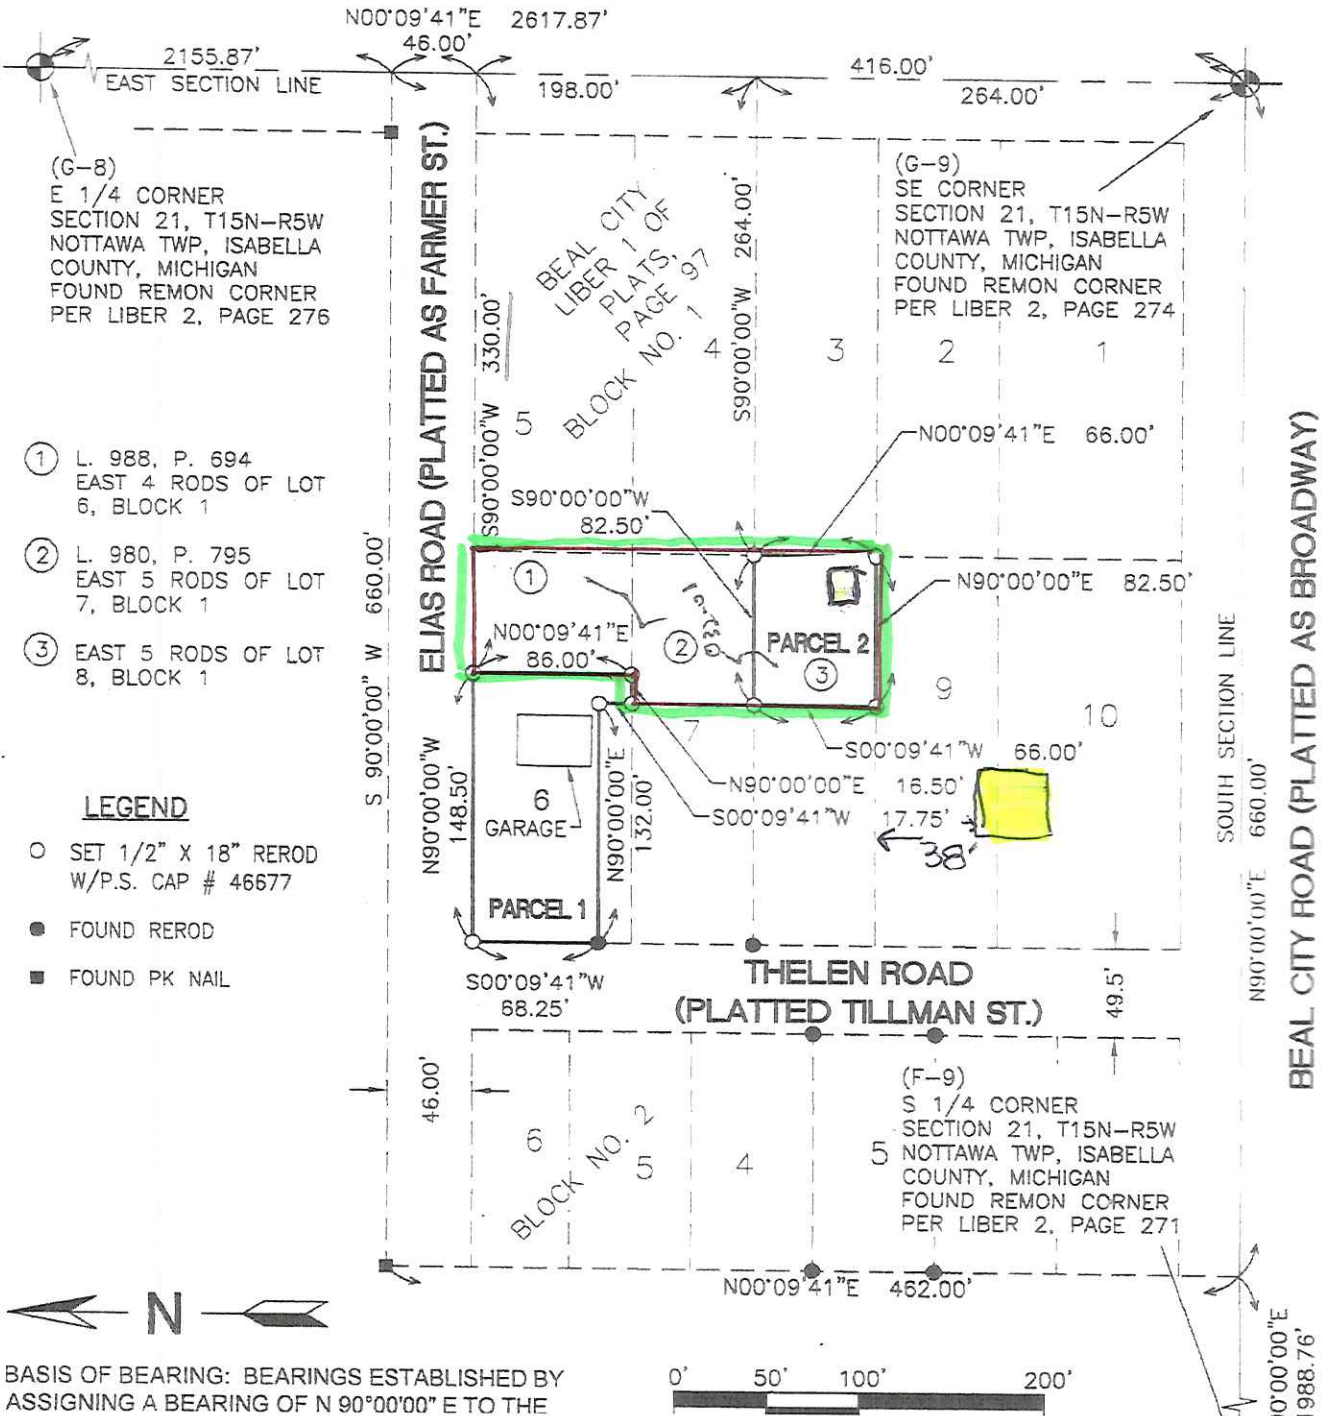 N00°09'41"E 2617.87'
46.00'
2155.87'
EAST SECTION LINE
198.00'
416.00'
264.00'
(G-8)
E 1/4 CORNER
SECTION 21, T15N-R5W
NOTTAWA TWP, ISABELLA
COUNTY, MICHIGAN
FOUND REMON CORNER
PER LIBER 2, PAGE 276
ELIAS ROAD (PLATTED AS FARMER ST.)
BEAL CITY
LIBER 1 OF
PLATS,
PAGE 97
BLOCK NO. 1
S90°00'00"W 264.00'
(G-9)
SE CORNER
SECTION 21, T15N-R5W
NOTTAWA TWP, ISABELLA
COUNTY, MICHIGAN
FOUND REMON CORNER
PER LIBER 2, PAGE 274
S90°00'00"W 330.00'
5
4
3
2
1
1 L. 988, P. 694
EAST 4 RODS OF LOT
6, BLOCK 1
2 L. 980, P. 795
EAST 5 RODS OF LOT
7, BLOCK 1
3 EAST 5 RODS OF LOT
8, BLOCK 1
N00°09'41"E 66.00'
S90°00'00"W
82.50'
N90°00'00"E 82.50'
S 90°00'00" W 660.00'
1
N00°09'41"E
86.00'
2
PARCEL 2
3
9
10
7
S00°09'41"W 66.00'
N90°00'00"E 16.50'
S00°09'41"W 17.75'
38'
SOUTH SECTION LINE
N90°00'00"E 660.00'
BEAL CITY ROAD (PLATTED AS BROADWAY)
LEGEND
SET 1/2" X 18" REROD
W/P.S. CAP # 46677
FOUND REROD
FOUND PK NAIL
N90°00'00"W
148.50'
6
GARAGE
N90°00'00"E
132.00'
PARCEL 1
S00°09'41"W
68.25'
THELEN ROAD
(PLATTED TILLMAN ST.)
49.5'
46.00'
6
BLOCK NO. 2
5
4
5
(F-9)
S 1/4 CORNER
SECTION 21, T15N-R5W
NOTTAWA TWP, ISABELLA
COUNTY, MICHIGAN
FOUND REMON CORNER
PER LIBER 2, PAGE 271
N00°09'41"E 462.00'
N
1988.76'
BASIS OF BEARING: BEARINGS ESTABLISHED BY
ASSIGNING A BEARING OF N 90°00'00" E TO THE
0' 50' 100' 200'